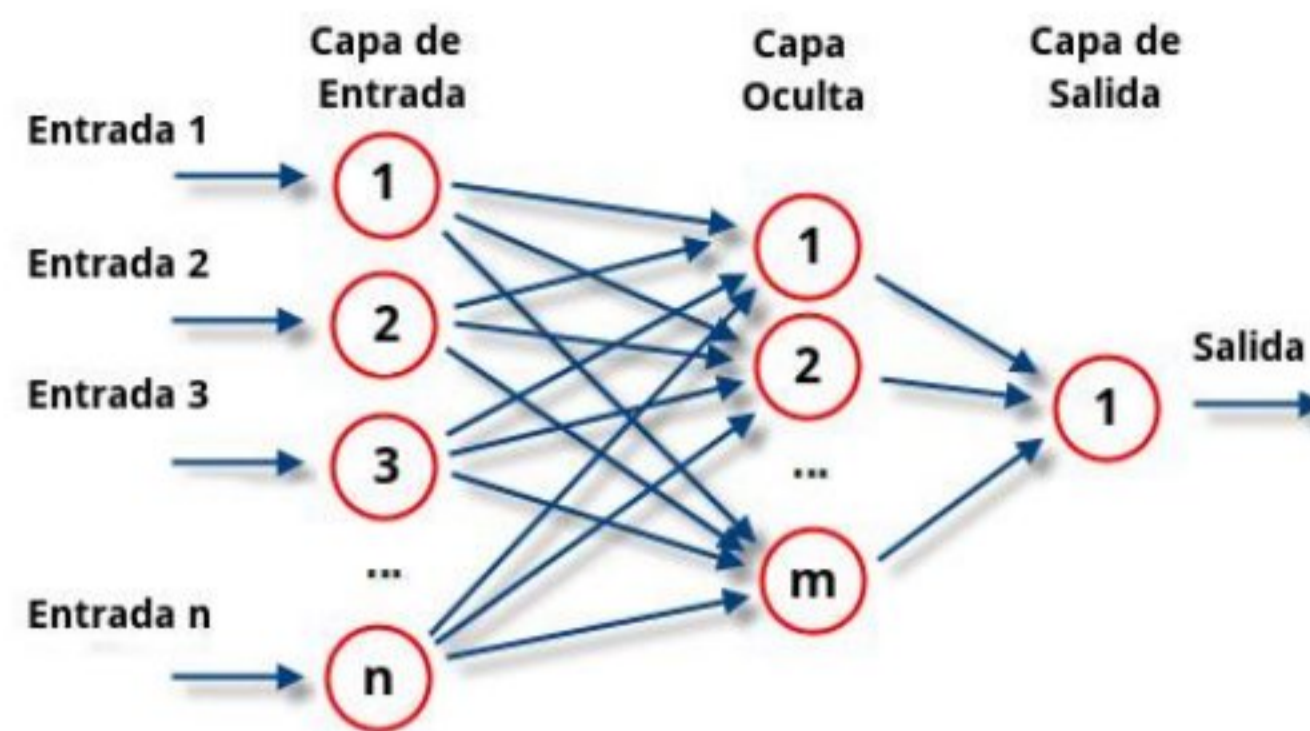 Capa de
Entrada
Capa
Oculta
Capa de
Salida
Entrada 1
1
Entrada 2
2
Entrada 3
3
...
Entrada n
n
1
2
...
m
1
Salida